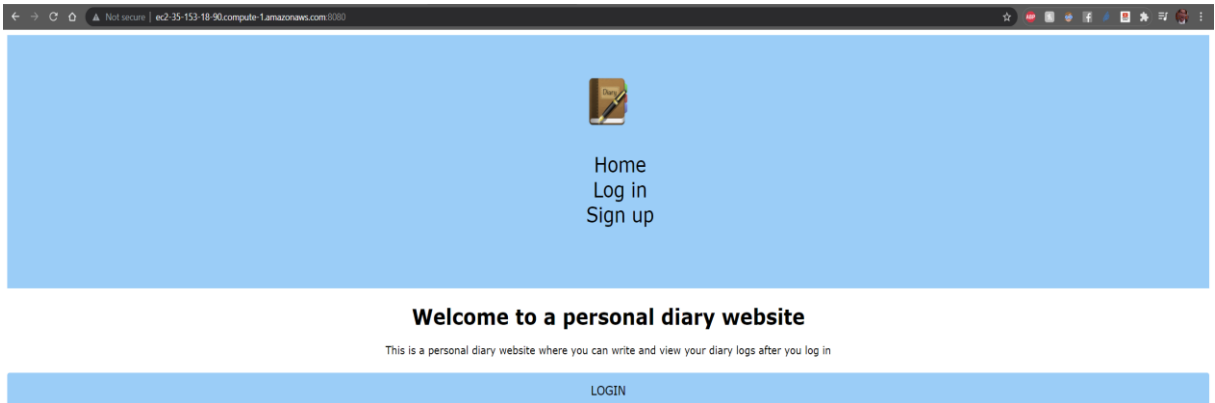 Not secure | ec2-35-153-18-90.compute-1.amazonaws.com:8080
Diary
Home
Log in
Sign up
Welcome to a personal diary website
This is a personal diary website where you can write and view your diary logs after you log in
LOGIN